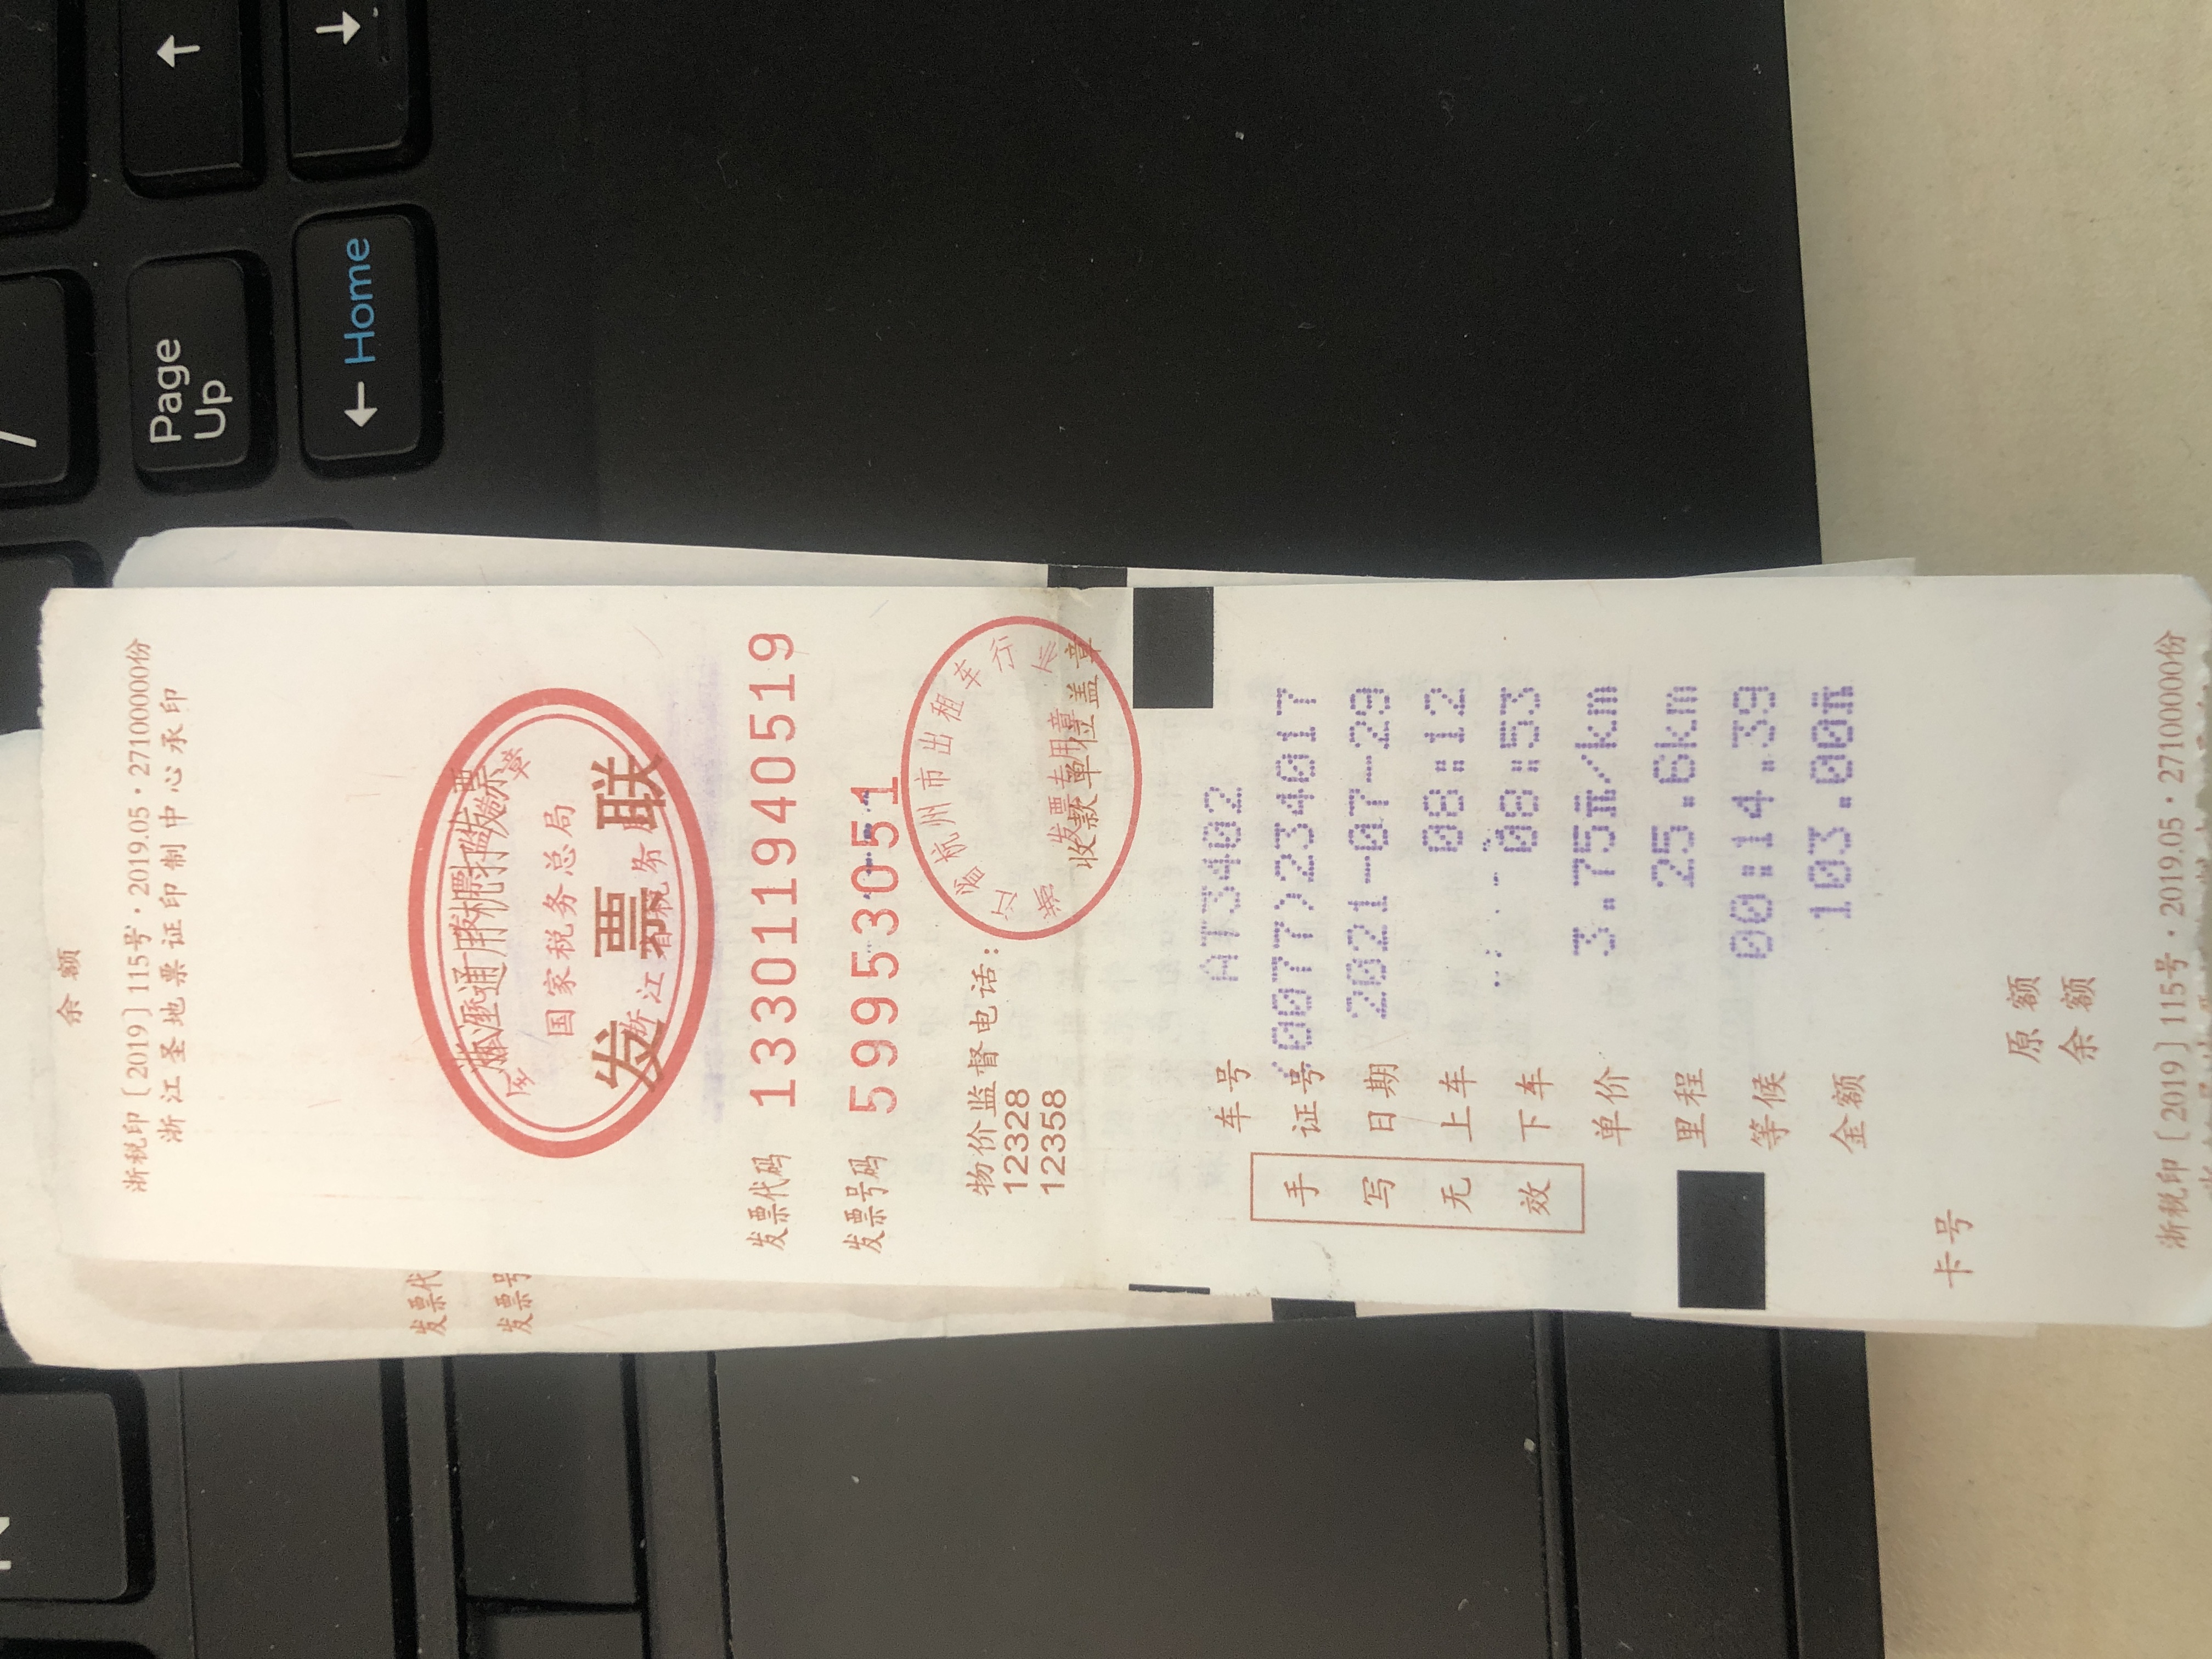 余额
浙税印〔2019〕115号·2019.05·27100000份
浙江圣地票证印制中心承印
Page
Up
↑
← Home
↓
发票代
发票号
浙江通用机打发票
国家税务总局
发票联
浙江省税务局
发票代码 133011940519
发票号码 59953051
物价监督电话：
12328
12358
浙江省杭州市出租车行
发票专用章
收款单位盖章
手写无效
车号 AT3402
证号 (0077)234017
日期 2021-07-29
上车 08:12
下车 08:53
单价 3.75元/km
里程 25.6km
等候 00:14.39
金额 103.00元
卡号
原额
余额
浙税印〔2019〕115号·2019.05·27100000份